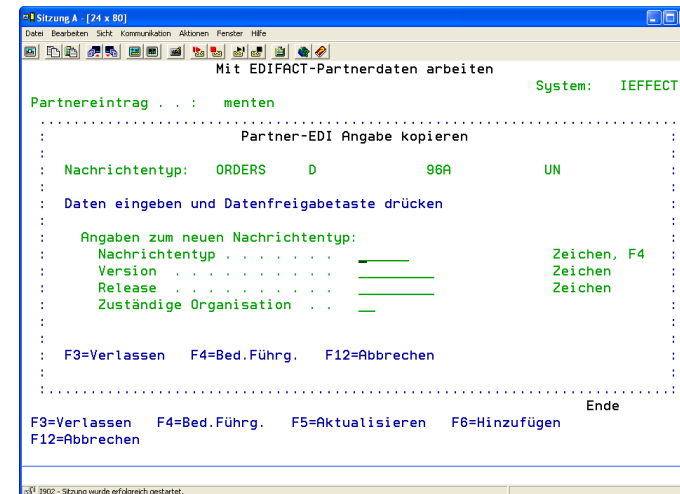 Sitzung A - [24 x 80]
Datei Bearbeiten Sicht Kommunikation Aktionen Fenster Hilfe
Mit EDIFACT-Partnerdaten arbeiten
System: IEFFECT
Partnereintrag . . : menten
Partner-EDI Angabe kopieren
Nachrichtentyp: ORDERS D 96A UN
Daten eingeben und Datenfreigabetaste drücken
Angaben zum neuen Nachrichtentyp:
Nachrichtentyp . . . . . . . Zeichen, F4
Version . . . . . . . . . . Zeichen
Release . . . . . . . . . . Zeichen
Zuständige Organisation . .
F3=Verlassen F4=Bed.Führg. F12=Abbrechen
Ende
F3=Verlassen F4=Bed.Führg. F5=Aktualisieren F6=Hinzufügen
F12=Abbrechen
I902 - Sitzung wurde erfolgreich gestartet.